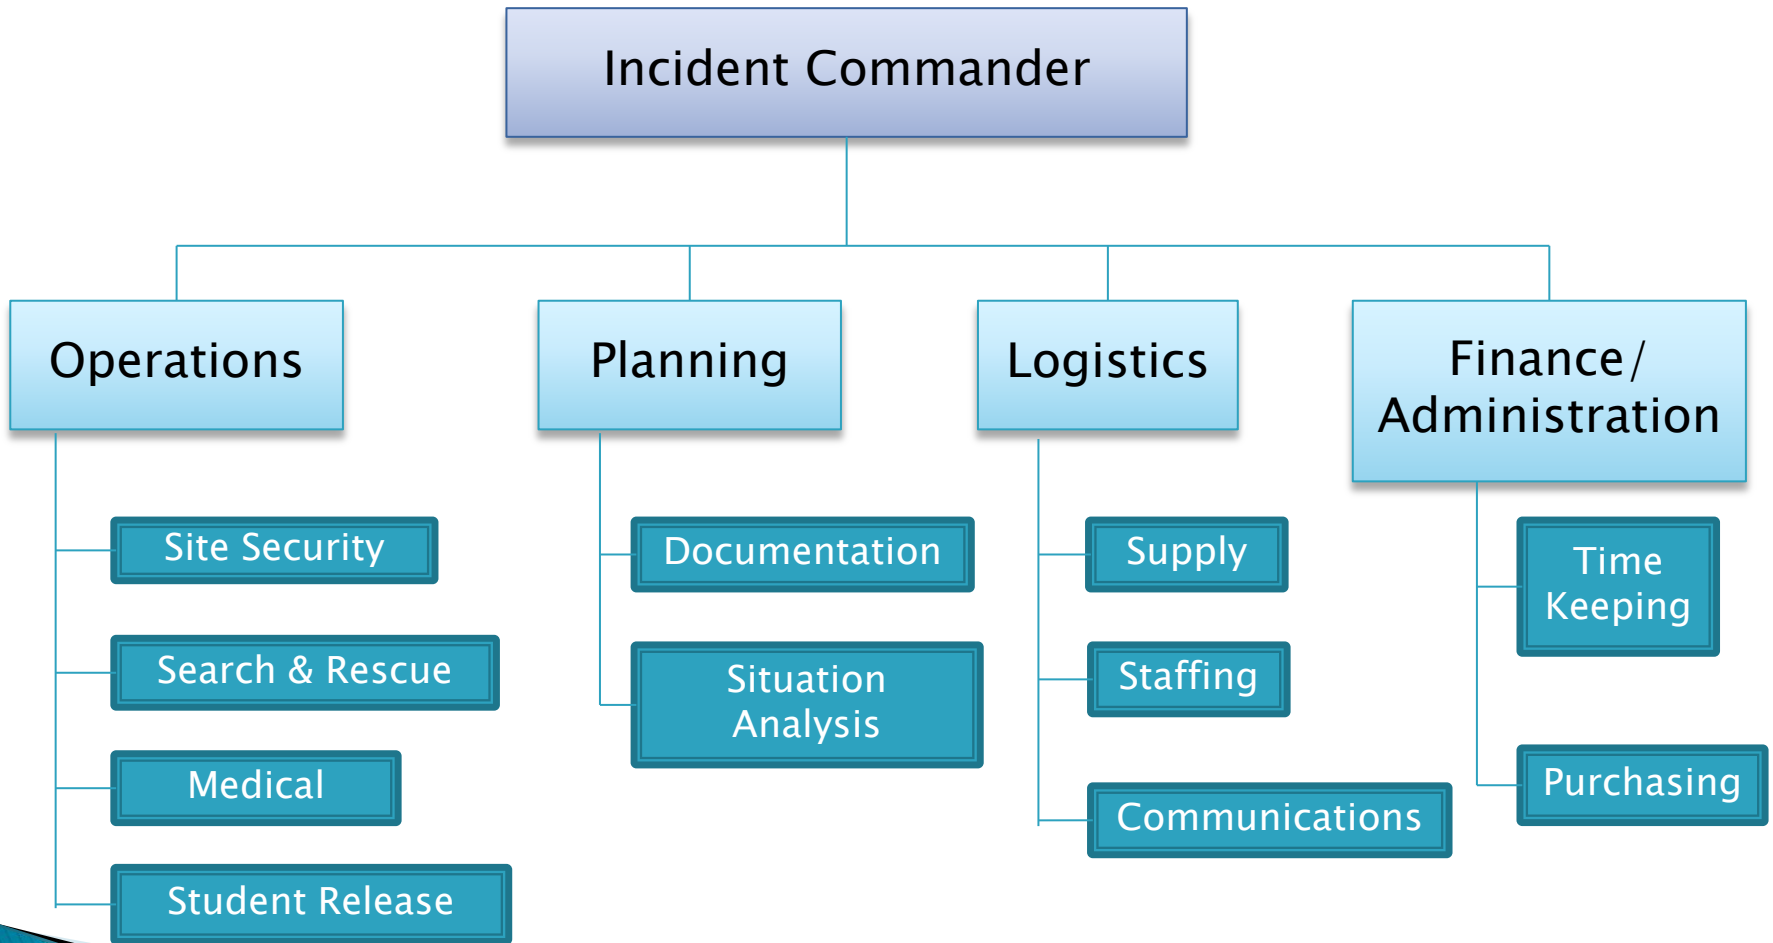 Incident Commander
Operations
Planning
Logistics
Finance/
Administration
Site Security
Search & Rescue
Medical
Student Release
Documentation
Situation
Analysis
Supply
Staffing
Communications
Time
Keeping
Purchasing